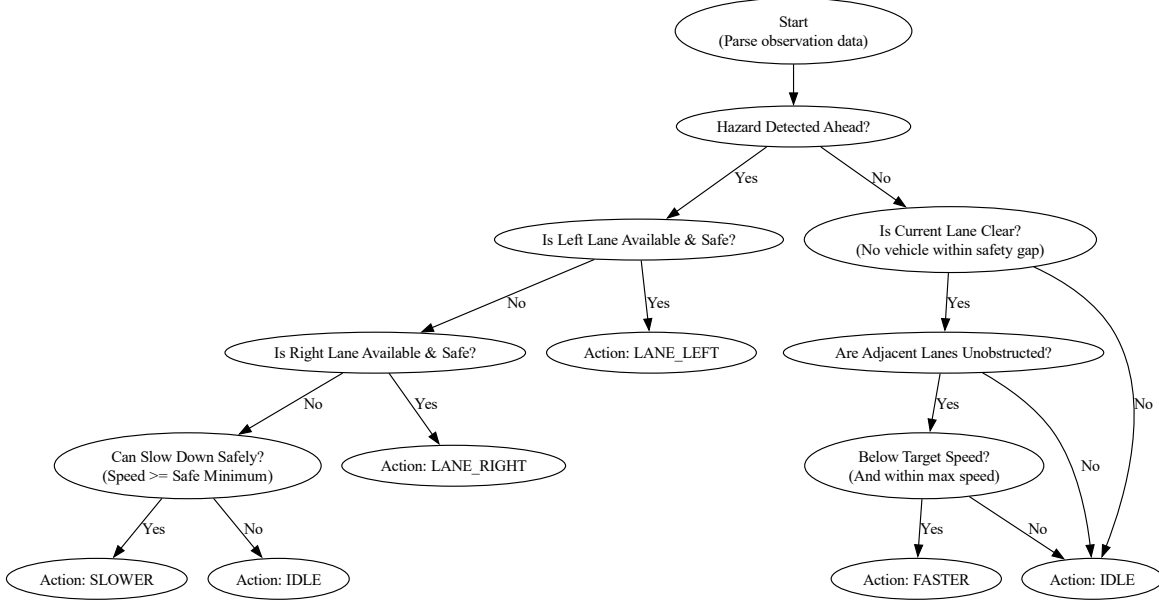 Start
(Parse observation data)
Hazard Detected Ahead?
Yes
No
Is Left Lane Available & Safe?
Is Current Lane Clear?
(No vehicle within safety gap)
No
Yes
Yes
No
Is Right Lane Available & Safe?
Action: LANE_LEFT
Are Adjacent Lanes Unobstructed?
No
Yes
Yes
No
Can Slow Down Safely?
(Speed >= Safe Minimum)
Action: LANE_RIGHT
Below Target Speed?
(And within max speed)
Yes
No
Yes
No
Action: SLOWER
Action: IDLE
Action: FASTER
Action: IDLE